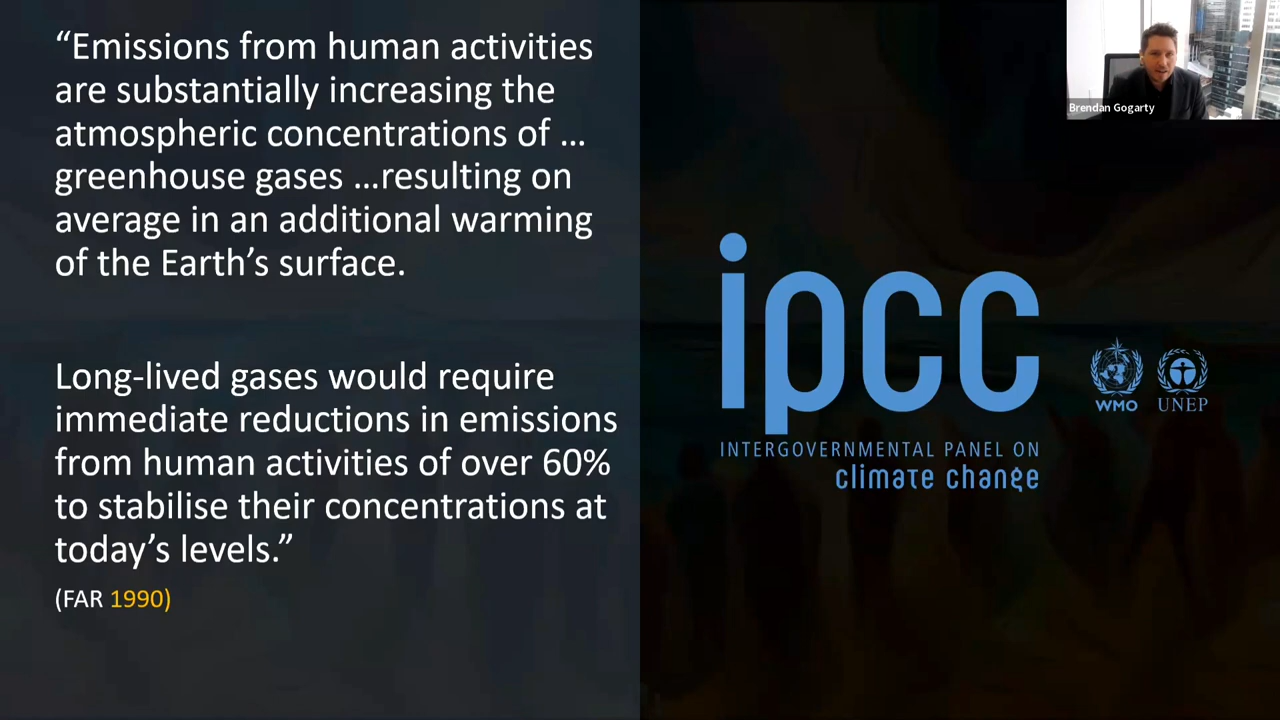 “Emissions from human activities
are substantially increasing the
atmospheric concentrations of ...
greenhouse gases ...resulting on
average in an additional warming
of the Earth’s surface.
Long-lived gases would require
immediate reductions in emissions
from human activities of over 60%
to stabilise their concentrations at
today’s levels.”
(FAR 1990)
Brendan Gogarty
ipcc
INTERGOVERNMENTAL PANEL ON
climate change
WMO
UNEP